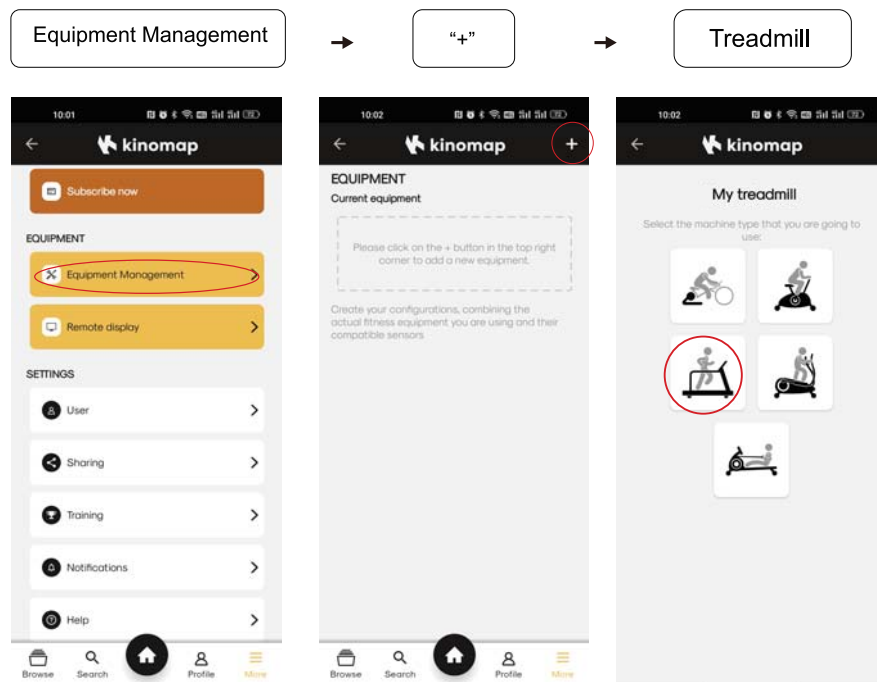 Equipment Management
→
“+”
→
Treadmill
10:01
kinomap
Subscribe now
EQUIPMENT
Equipment Management
Remote display
SETTINGS
User
Sharing
Training
Notifications
Help
Browse
Search
Profile
More
10:02
kinomap
+
EQUIPMENT
Current equipment
Please click on the + button in the top right
corner to add a new equipment.
Create your configurations, combining the
actual fitness equipment you are using and their
compatible sensors
Browse
Search
Profile
More
10:02
kinomap
My treadmill
Select the machine type that you are going to
use: